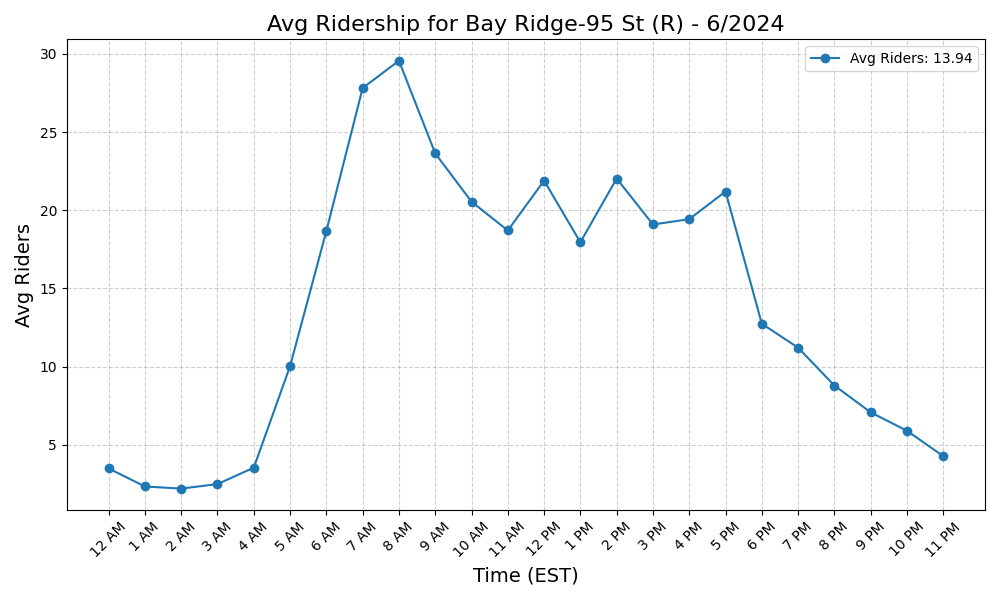 Avg Ridership for Bay Ridge-95 St (R) - 6/2024
Avg Riders: 13.94
Avg Riders
30
25
20
15
10
5
12 AM
1 AM
2 AM
3 AM
4 AM
5 AM
6 AM
7 AM
8 AM
9 AM
10 AM
11 AM
12 PM
1 PM
2 PM
3 PM
4 PM
5 PM
6 PM
7 PM
8 PM
9 PM
10 PM
11 PM
Time (EST)